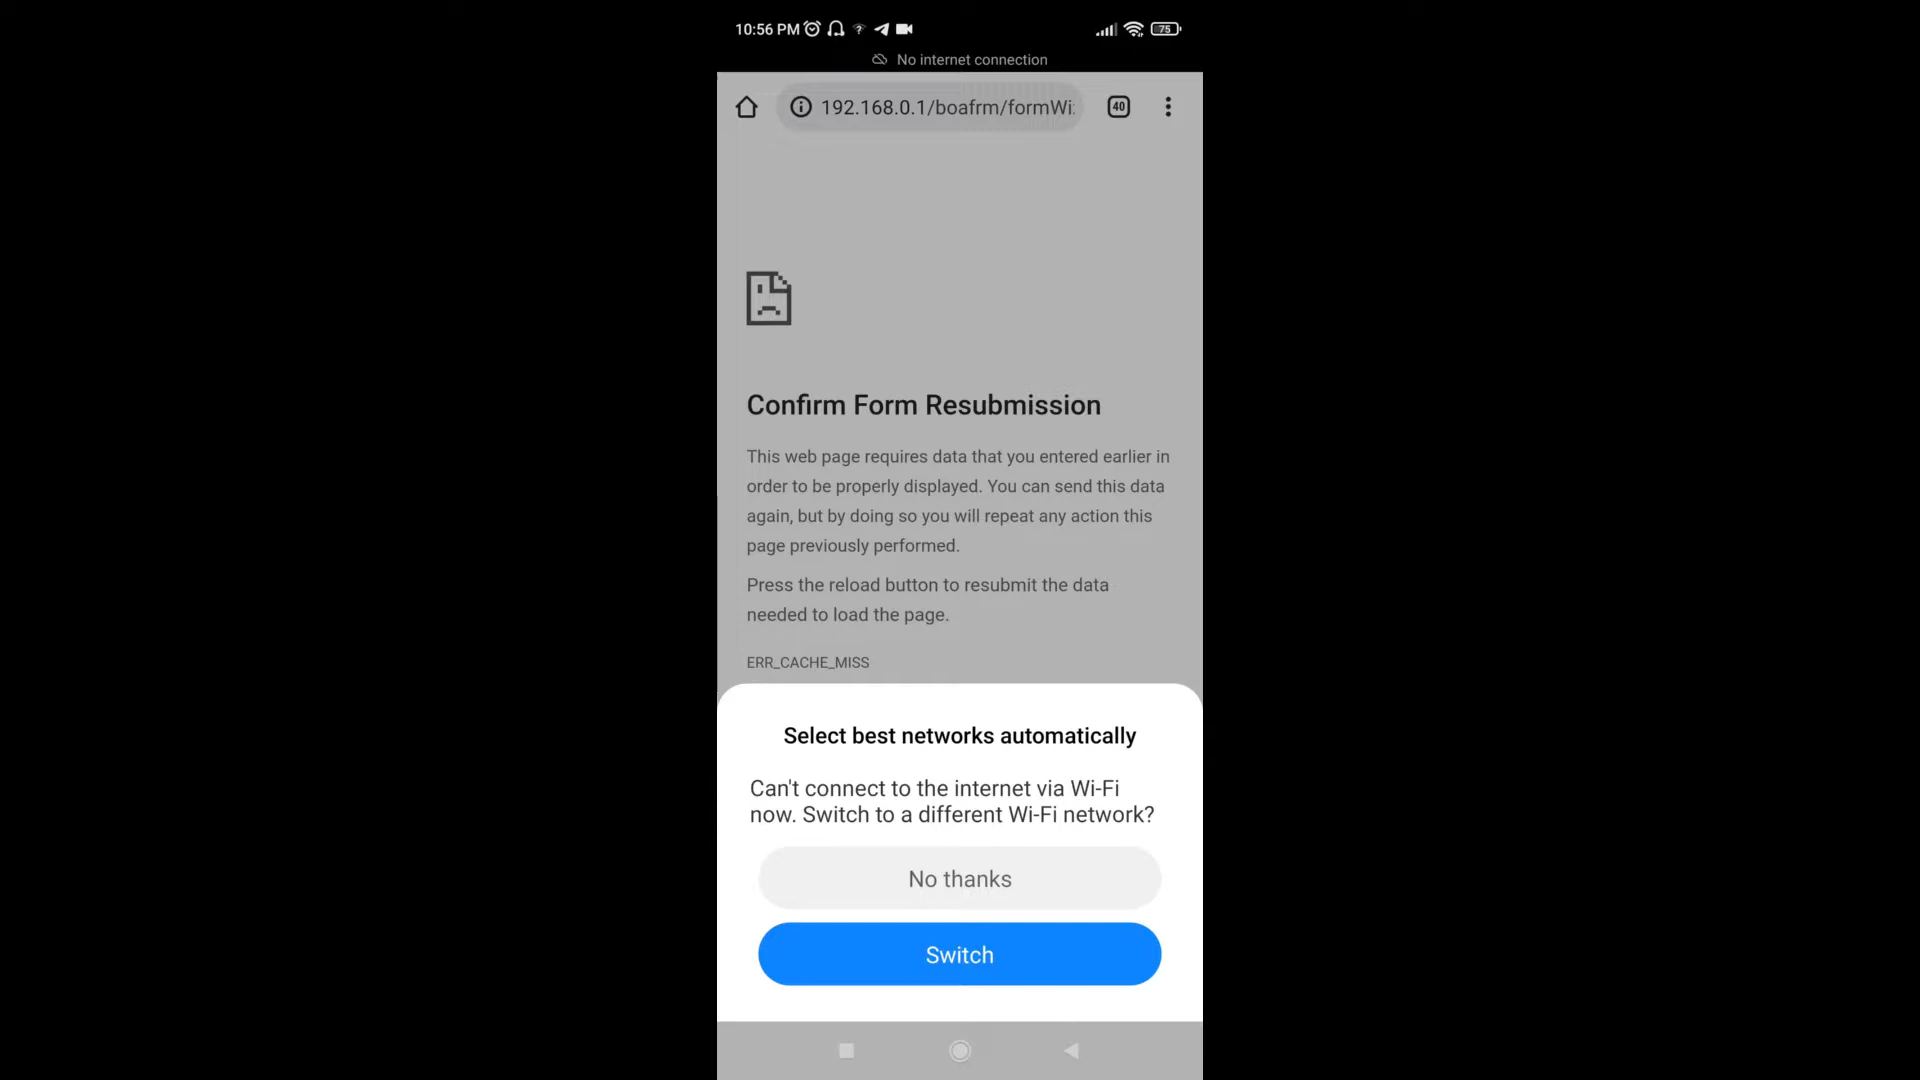 10:56 PM
75
No internet connection
192.168.0.1/boafrm/formWi
40
Confirm Form Resubmission
This web page requires data that you entered earlier in
order to be properly displayed. You can send this data
again, but by doing so you will repeat any action this
page previously performed.
Press the reload button to resubmit the data
needed to load the page.
ERR_CACHE_MISS
Select best networks automatically
Can't connect to the internet via Wi-Fi
now. Switch to a different Wi-Fi network?
No thanks
Switch